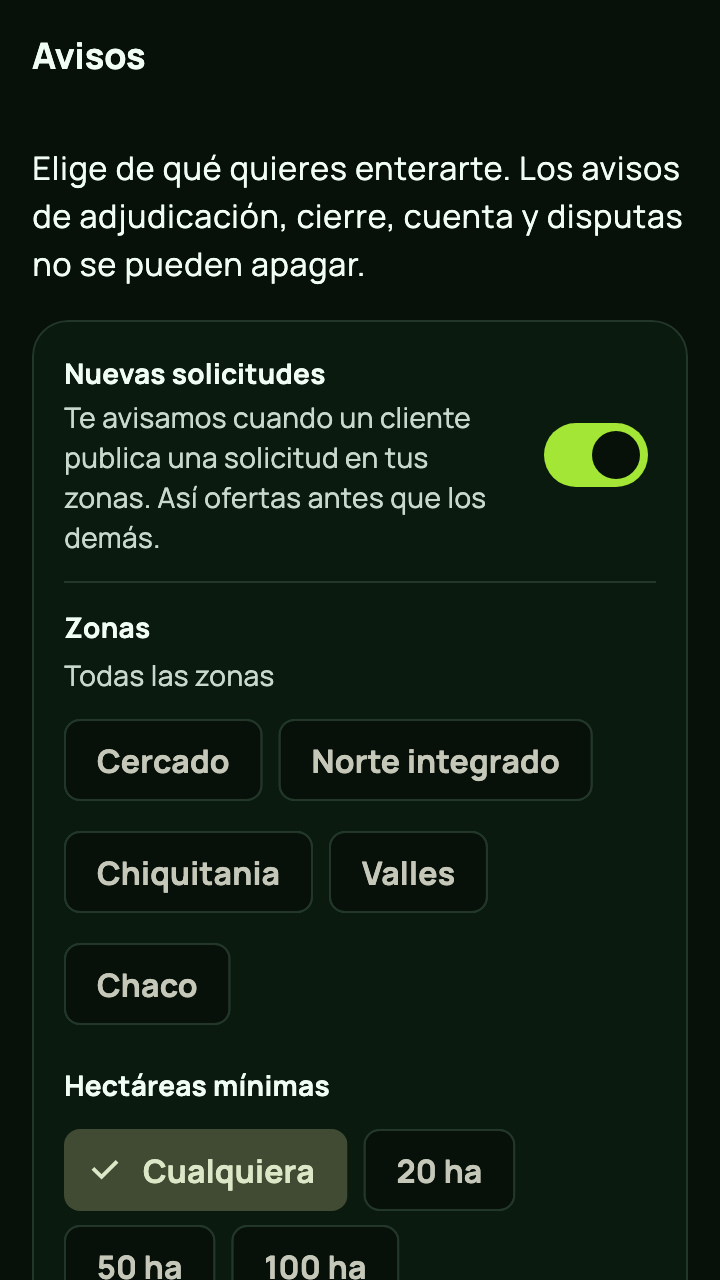 Avisos
Elige de qué quieres enterarte. Los avisos
de adjudicación, cierre, cuenta y disputas
no se pueden apagar.
Nuevas solicitudes
Te avisamos cuando un cliente
publica una solicitud en tus
zonas. Así ofertas antes que los
demás.
Zonas
Todas las zonas
Cercado
Norte integrado
Chiquitania
Valles
Chaco
Hectáreas mínimas
Cualquiera
20 ha
50 ha
100 ha